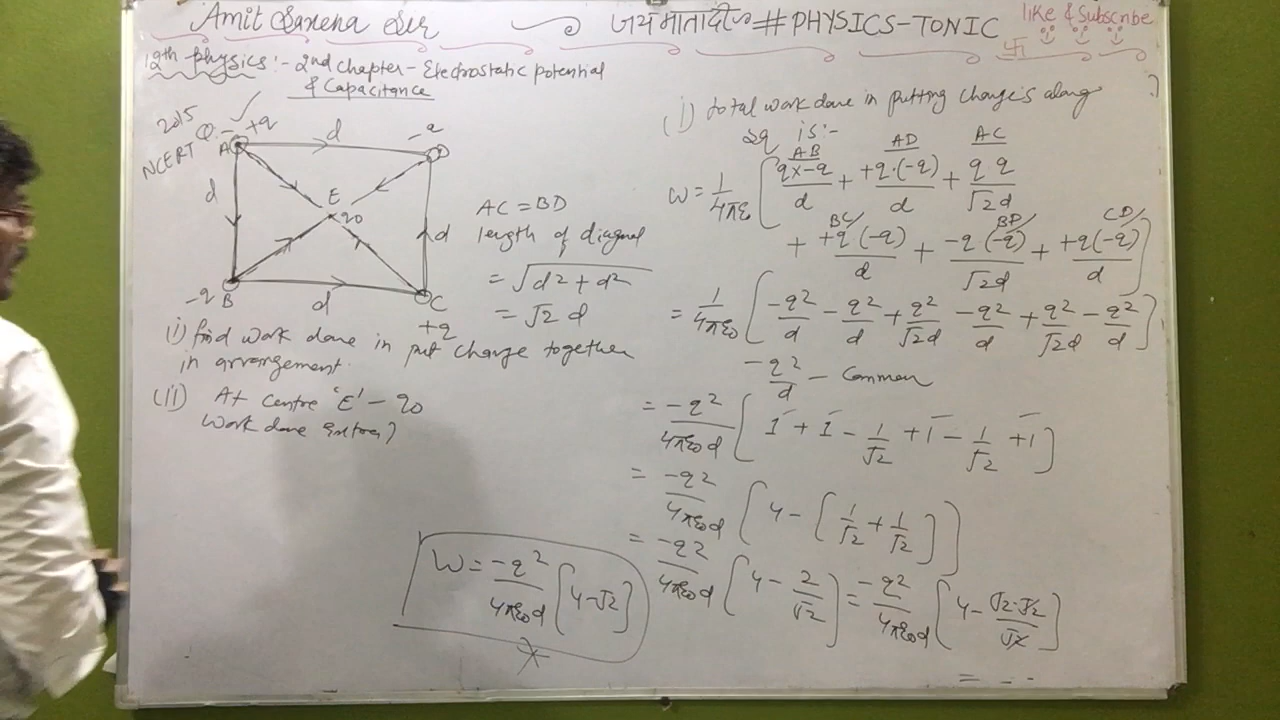 Amit Saxena Sir जय माता दी # PHYSICS-TONIC like & Subscribe
12th Physics :- 2nd Chapter - Electrostatic potential
& Capacitance
2015
NCERT
Q:-
+q
A
d
-q
d
E
q0
d
-q B
d
C
+q
AC = BD
length of diagonal
= √d2 + d2
= √2 d
(i) find work done in put charge together
in arrangement.
(ii) At centre 'E' - q0
work done
(i) total work done in putting charges along
sq is :-
AB AD AC
W = 1/4πε [ q×-q/d + +q.(-q)/d + q q/√2d
BC BD CD
+ +q (-q)/d + -q (-q)/√2d + +q(-q)/d ]
= 1/4πε0 [ -q2/d - q2/d + q2/√2d - q2/d + q2/√2d - q2/d ]
-q2/d - Common
= -q2/4πε0d [ 1 + 1 - 1/√2 + 1 - 1/√2 + 1 ]
= -q2/4πε0d [ 4 - [ 1/√2 + 1/√2 ] ]
= -q2/4πε0d [ 4 - 2/√2 ] = -q2/4πε0d [ 4 - √2·√2/√2 ]
= - -
W = -q2/4πε0d [ 4-√2 ]